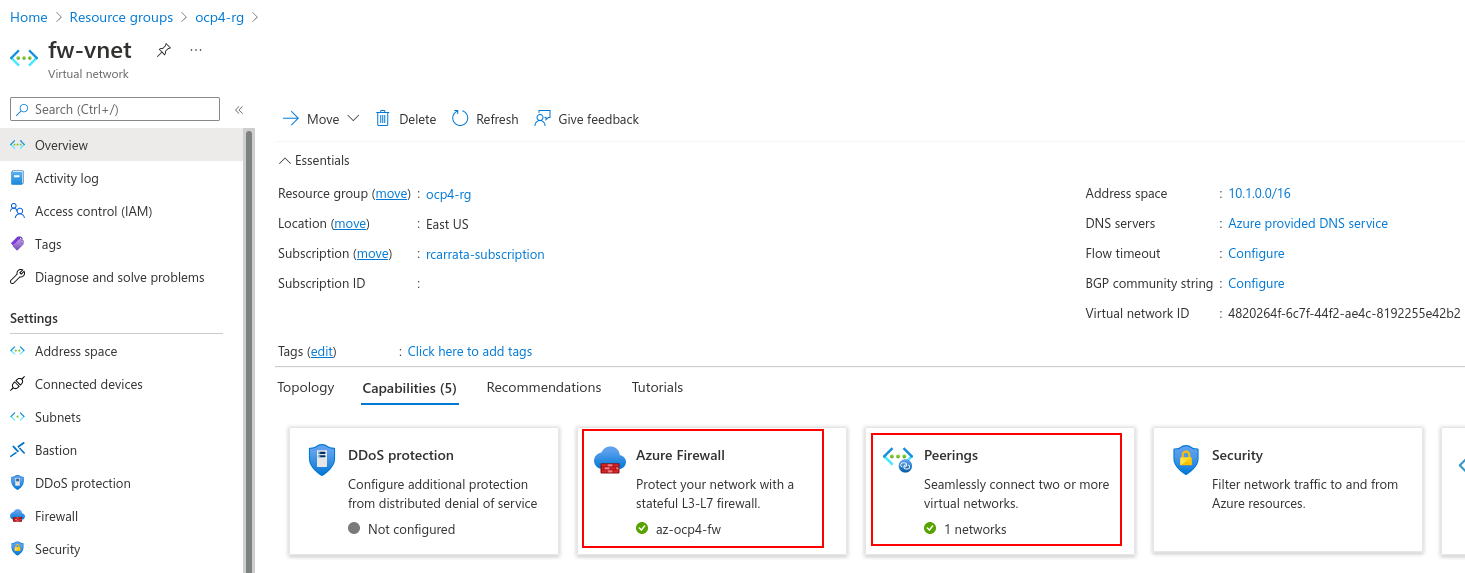 Home > Resource groups > ocp4-rg >
fw-vnet ...
Virtual network
Search (Ctrl+/) «
Overview
Activity log
Access control (IAM)
Tags
Diagnose and solve problems
Settings
Address space
Connected devices
Subnets
Bastion
DDoS protection
Firewall
Security
Move Delete Refresh Give feedback
Essentials
Resource group (move) : ocp4-rg
Location (move) : East US
Subscription (move) : rcarrata-subscription
Subscription ID :
Address space : 10.1.0.0/16
DNS servers : Azure provided DNS service
Flow timeout : Configure
BGP community string : Configure
Virtual network ID : 4820264f-6c7f-44f2-ae4c-8192255e42b2
Tags (edit) : Click here to add tags
Topology Capabilities (5) Recommendations Tutorials
DDoS protection
Configure additional protection
from distributed denial of service
Not configured
Azure Firewall
Protect your network with a
stateful L3-L7 firewall.
az-ocp4-fw
Peerings
Seamlessly connect two or more
virtual networks.
1 networks
Security
Filter network traffic to and from
Azure resources.